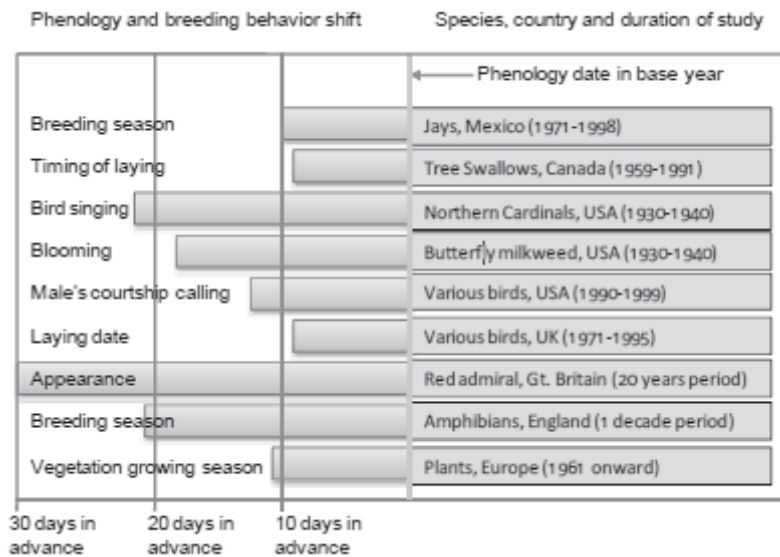 Phenology and breeding behavior shift
Species, country and duration of study
Phenology date in base year
Breeding season
Jays, Mexico (1971-1998)
Timing of laying
Tree Swallows, Canada (1959-1991)
Bird singing
Northern Cardinals, USA (1930-1940)
Blooming
Butterfly milkweed, USA (1930-1940)
Male's courtship calling
Various birds, USA (1990-1999)
Laying date
Various birds, UK (1971-1995)
Appearance
Red admiral, Gt. Britain (20 years period)
Breeding season
Amphibians, England (1 decade period)
Vegetation growing season
Plants, Europe (1961 onward)
30 days in
advance
20 days in
advance
10 days in
advance